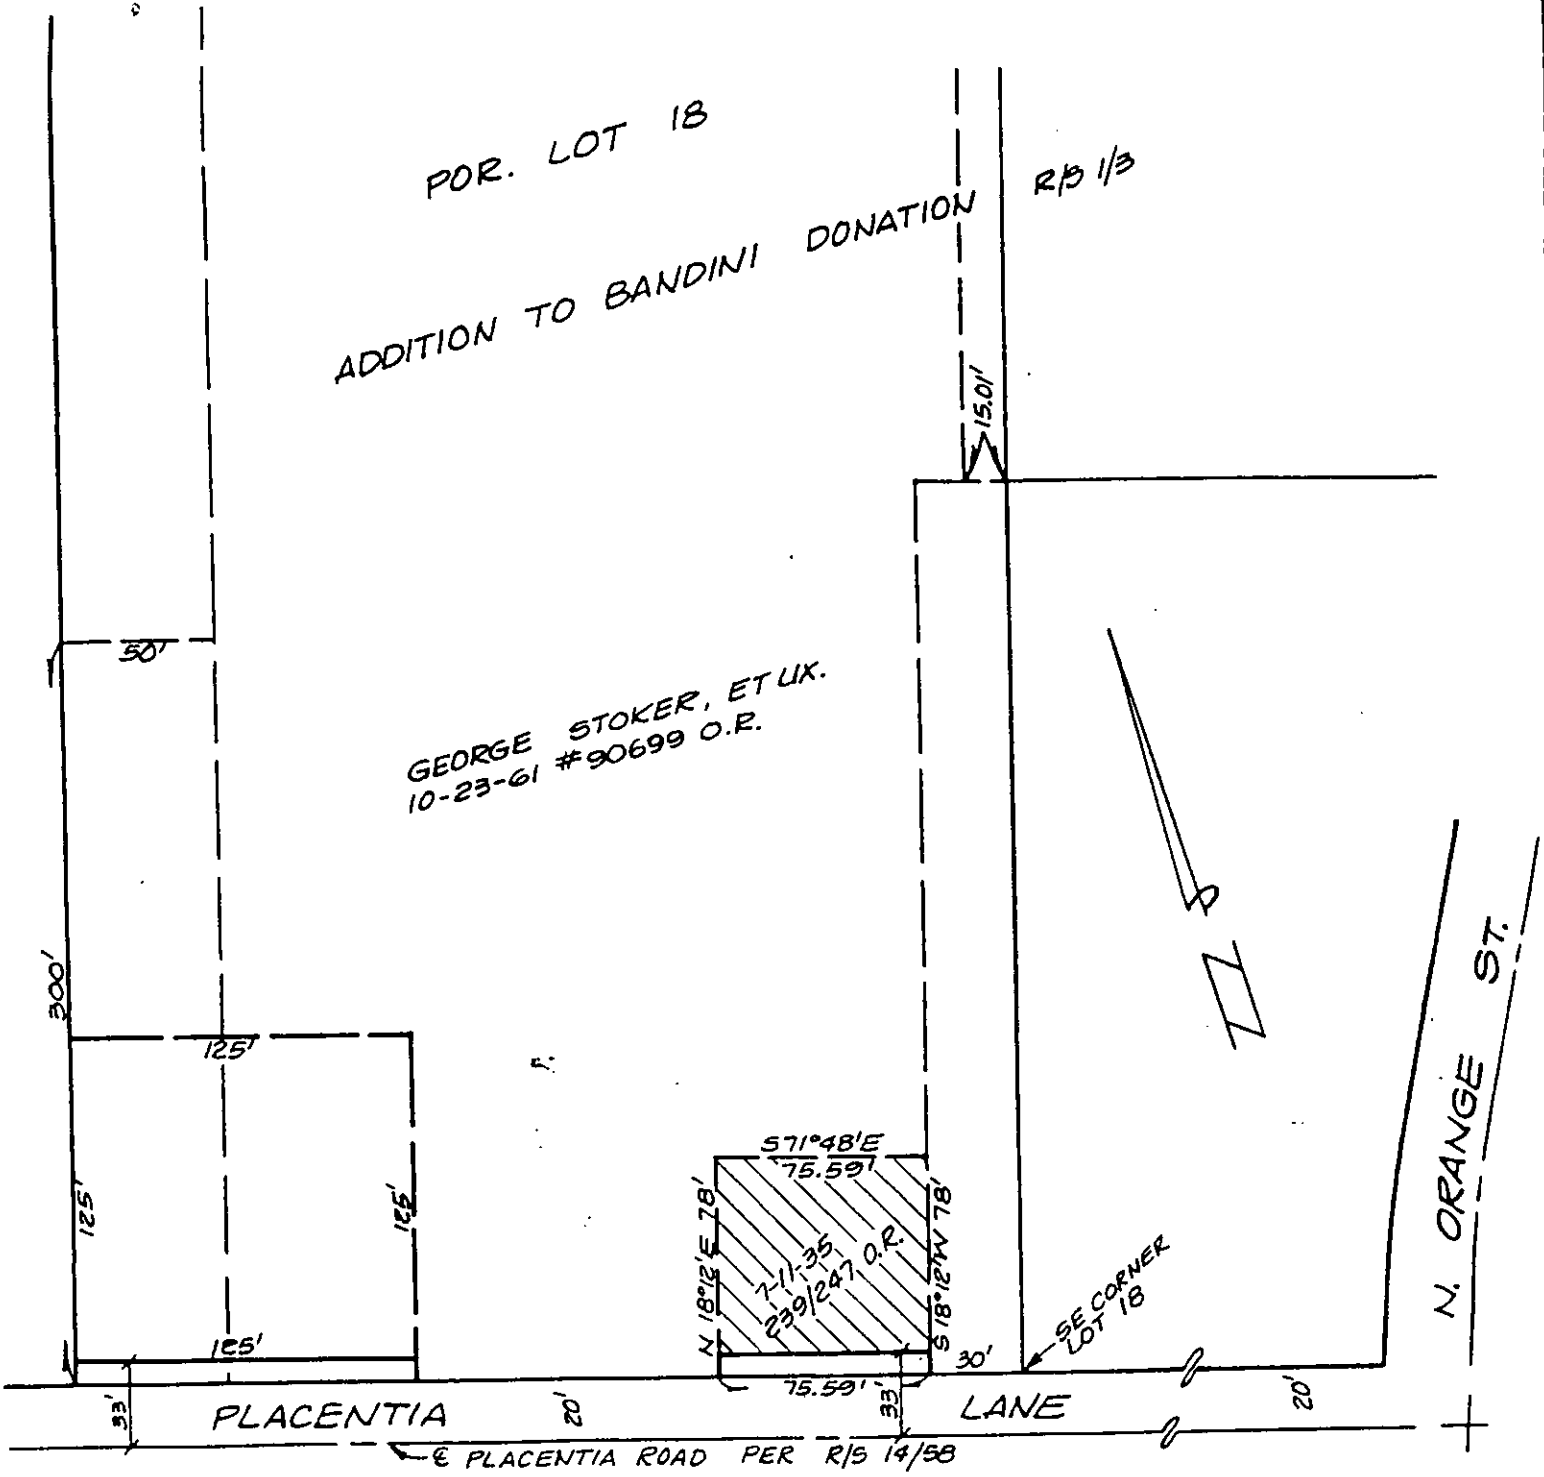 POR. LOT 18
ADDITION TO BANDINI DONATION R/B 1/3
15.01'
50'
GEORGE STOKER, ET UX.
10-23-61 #90699 O.R.
300'
125'
125'
125'
125'
S71°48'E
75.59'
N 18°12'E 78'
S 18°12'W 78'
7-11-35
239/247 O.R.
75.59'
30'
SE CORNER
LOT 18
N
N. ORANGE ST.
33'
PLACENTIA LANE
20'
33'
20'
℄ PLACENTIA ROAD PER R/S 14/58